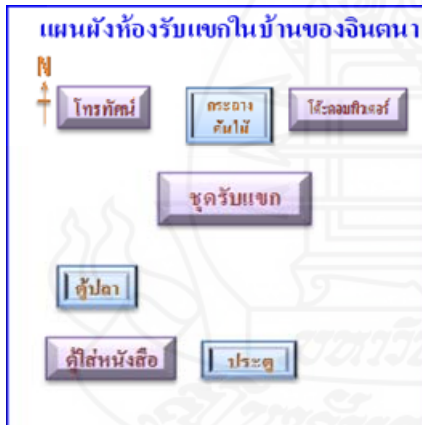 แผนผังห้องรับแขกในบ้านของจินตนา
N
โทรทัศน์
กระถาง
ต้นไม้
โต๊ะคอมพิวเตอร์
ชุดรับแขก
ตู้ปลา
ตู้ใส่หนังสือ
ประตู